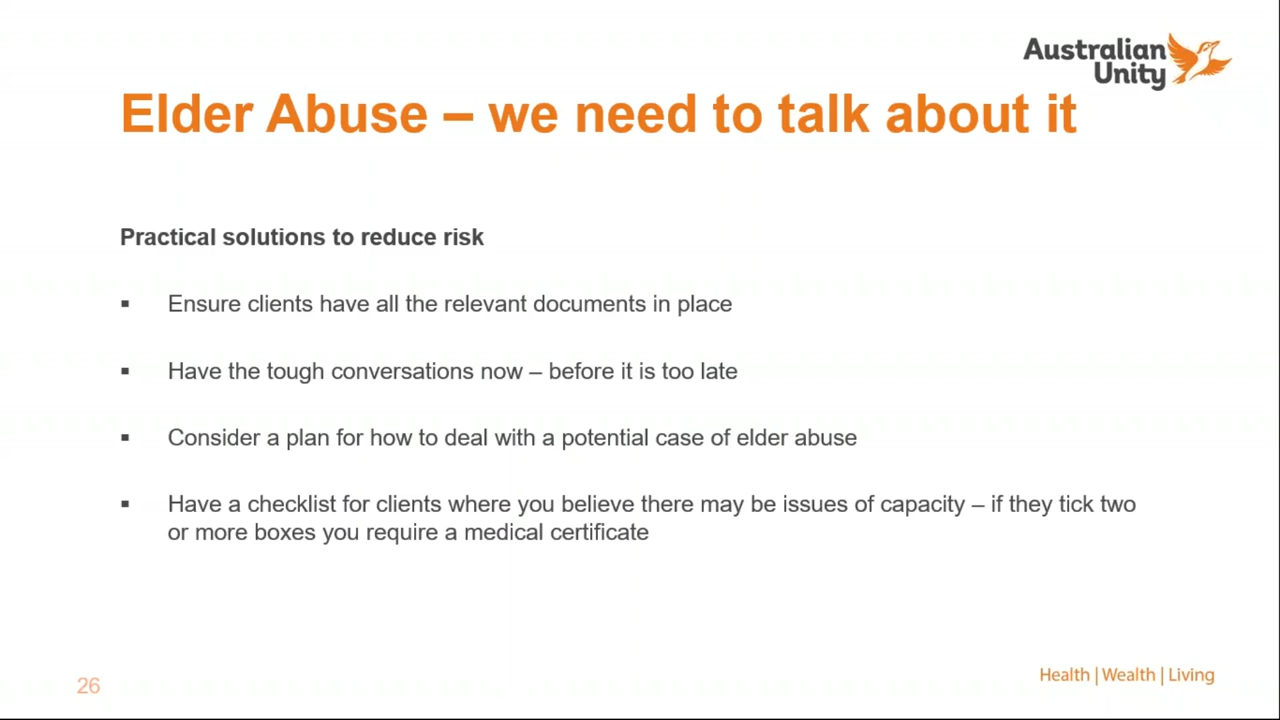 Australian
Unity
Elder Abuse – we need to talk about it
Practical solutions to reduce risk
▪ Ensure clients have all the relevant documents in place
▪ Have the tough conversations now – before it is too late
▪ Consider a plan for how to deal with a potential case of elder abuse
▪ Have a checklist for clients where you believe there may be issues of capacity – if they tick two
or more boxes you require a medical certificate
26
Health | Wealth | Living